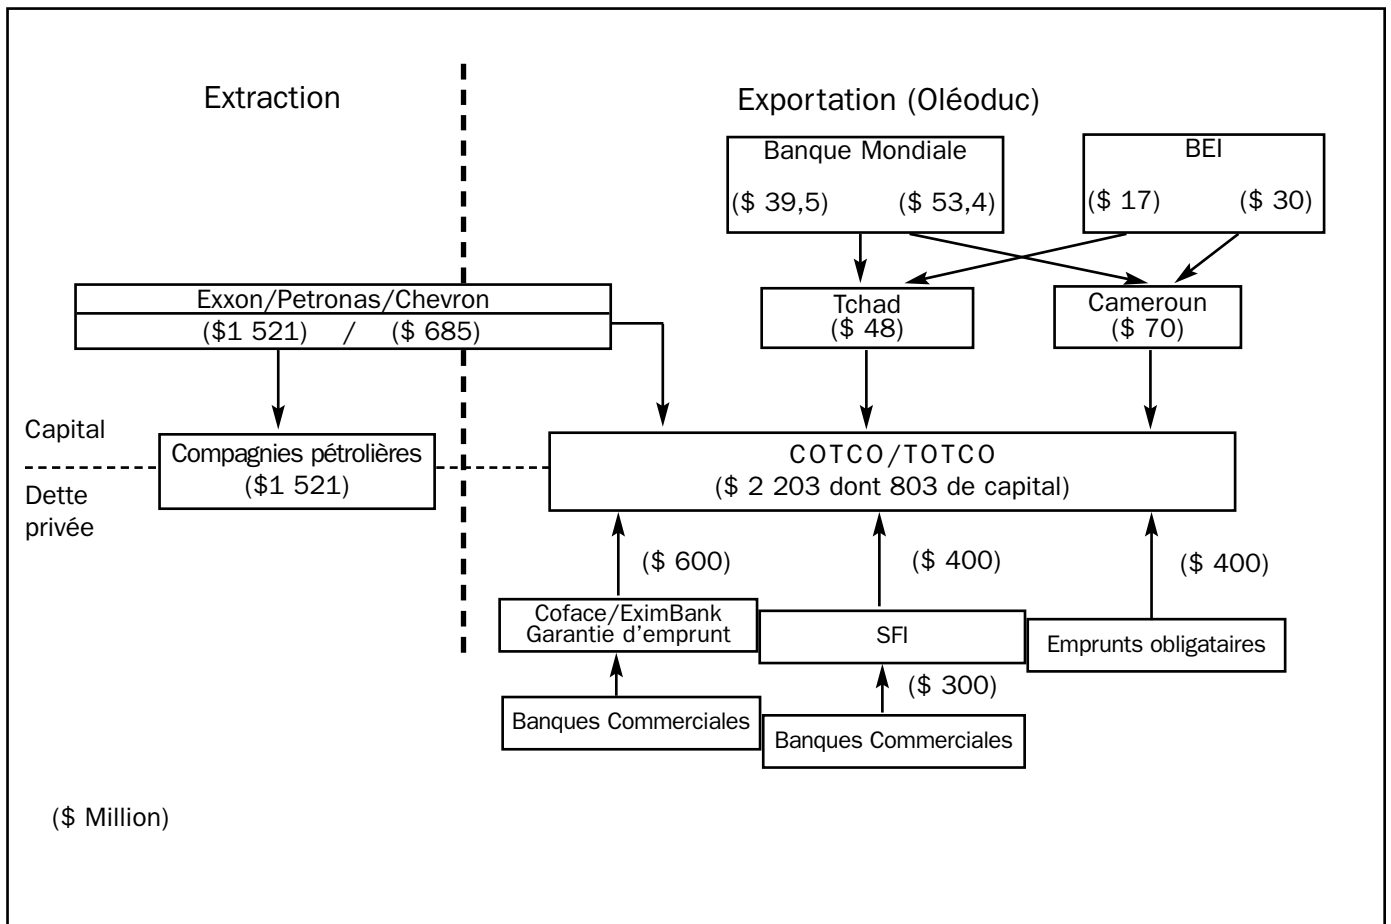 Extraction
Exportation (Oléoduc)
Banque Mondiale
($ 39,5) ($ 53,4)
BEI
($ 17) ($ 30)
Exxon/Petronas/Chevron
($1 521) / ($ 685)
Tchad
($ 48)
Cameroun
($ 70)
Capital
Dette
privée
Compagnies pétrolières
($1 521)
COTCO/TOTCO
($ 2 203 dont 803 de capital)
($ 600)
($ 400)
($ 400)
Coface/EximBank
Garantie d'emprunt
SFI
Emprunts obligataires
($ 300)
Banques Commerciales
Banques Commerciales
($ Million)